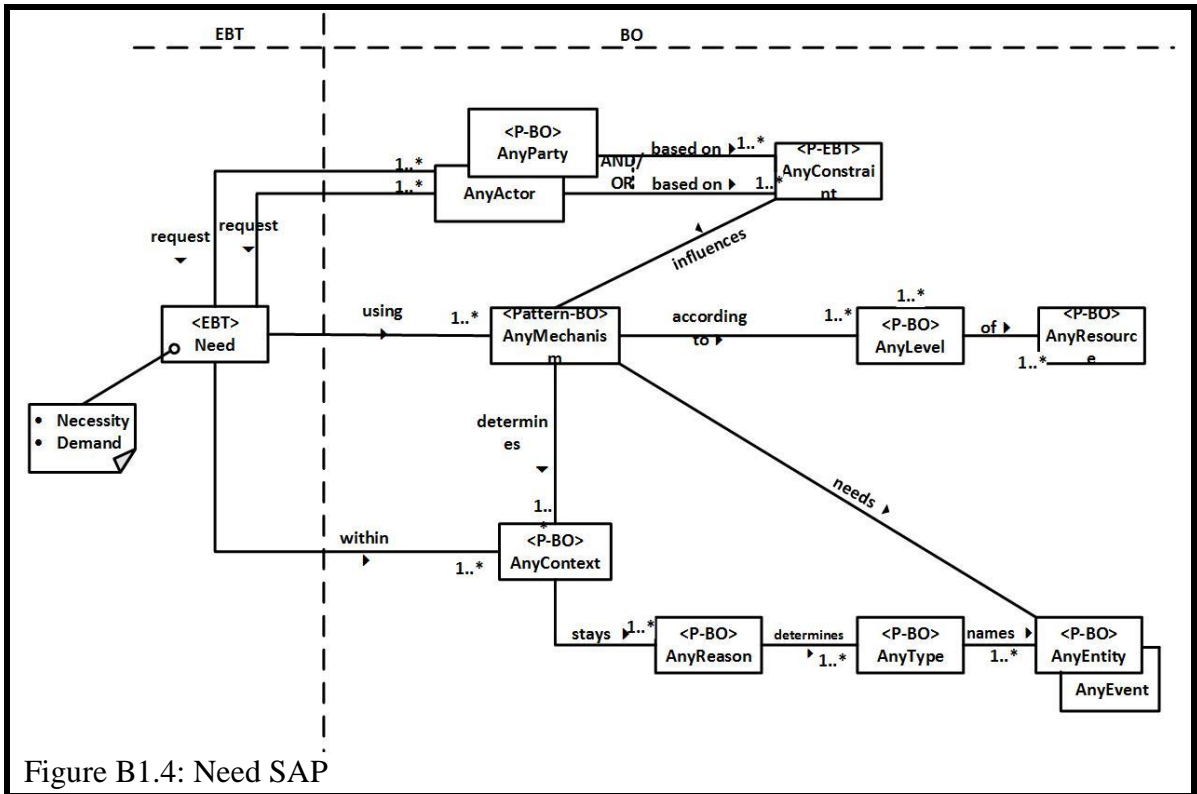 EBT
BO
<P-BO>
AnyParty
AnyActor
AND/
OR
based on
1..*
based on
1..*
<P-EBT>
AnyConstrai
nt
1..*
1..*
request
request
influences
<EBT>
Need
using
1..*
<Pattern-BO>
AnyMechanis
m
according
to
1..*
1..*
<P-BO>
AnyLevel
of
1..*
<P-BO>
AnyResourc
e
• Necessity
• Demand
determin
es
1..
*
needs
within
1..*
<P-BO>
AnyContext
stays
1..*
<P-BO>
AnyReason
determines
1..*
<P-BO>
AnyType
names
1..*
<P-BO>
AnyEntity
AnyEvent
Figure B1.4: Need SAP